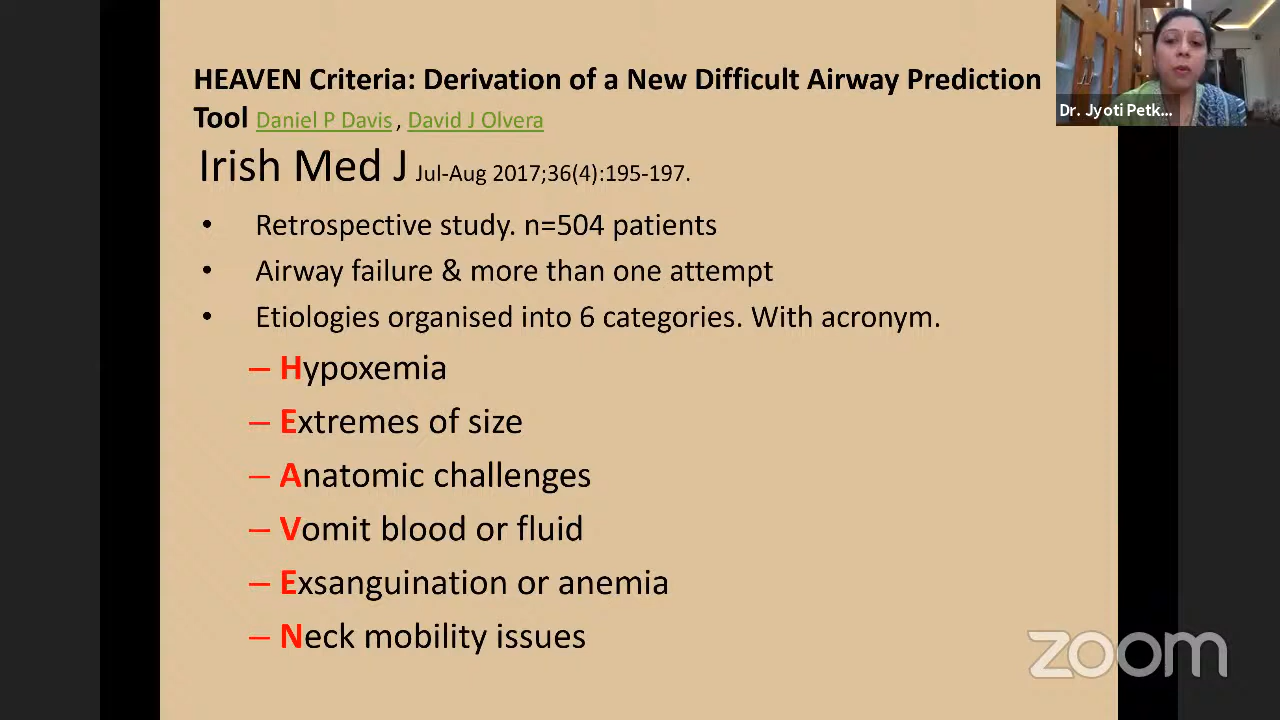 HEAVEN Criteria: Derivation of a New Difficult Airway Prediction
Tool Daniel P Davis , David J Olvera
Irish Med J Jul-Aug 2017;36(4):195-197.
• Retrospective study. n=504 patients
• Airway failure & more than one attempt
• Etiologies organised into 6 categories. With acronym.
– Hypoxemia
– Extremes of size
– Anatomic challenges
– Vomit blood or fluid
– Exsanguination or anemia
– Neck mobility issues
Dr. Jyoti Petk...
zoom